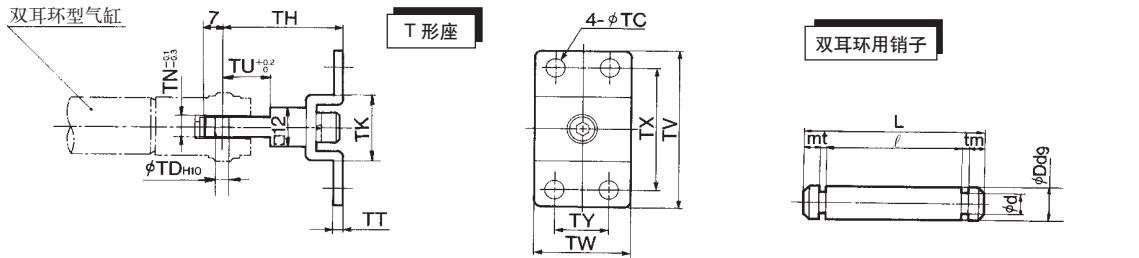 双耳环型气缸
7
TH
TN-0.1 -0.3
TU+0.2 0
□12
TK
φTDH10
TT
T 形座
4-φTC
TX
TV
TY
TW
双耳环用销子
L
mt
ℓ
tm
φd
φDd9